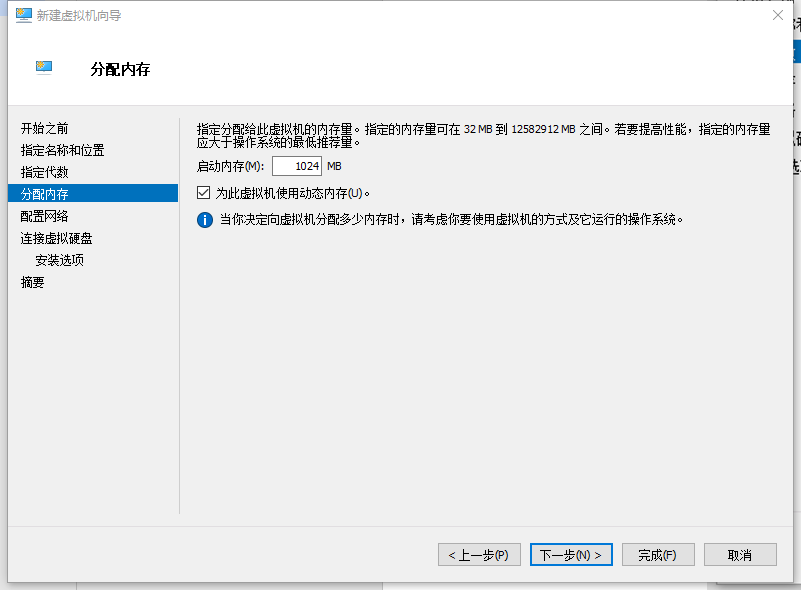 新建虚拟机向导
分配内存
开始之前
指定名称和位置
指定代数
分配内存
配置网络
连接虚拟硬盘
安装选项
摘要
指定分配给此虚拟机的内存量。指定的内存量可在 32 MB 到 12582912 MB 之间。若要提高性能，指定的内存量
应大于操作系统的最低推荐量。
启动内存(M): 1024 MB
为此虚拟机使用动态内存(U)。
当你决定向虚拟机分配多少内存时，请考虑你要使用虚拟机的方式及它运行的操作系统。
< 上一步(P) 下一步(N) > 完成(F) 取消